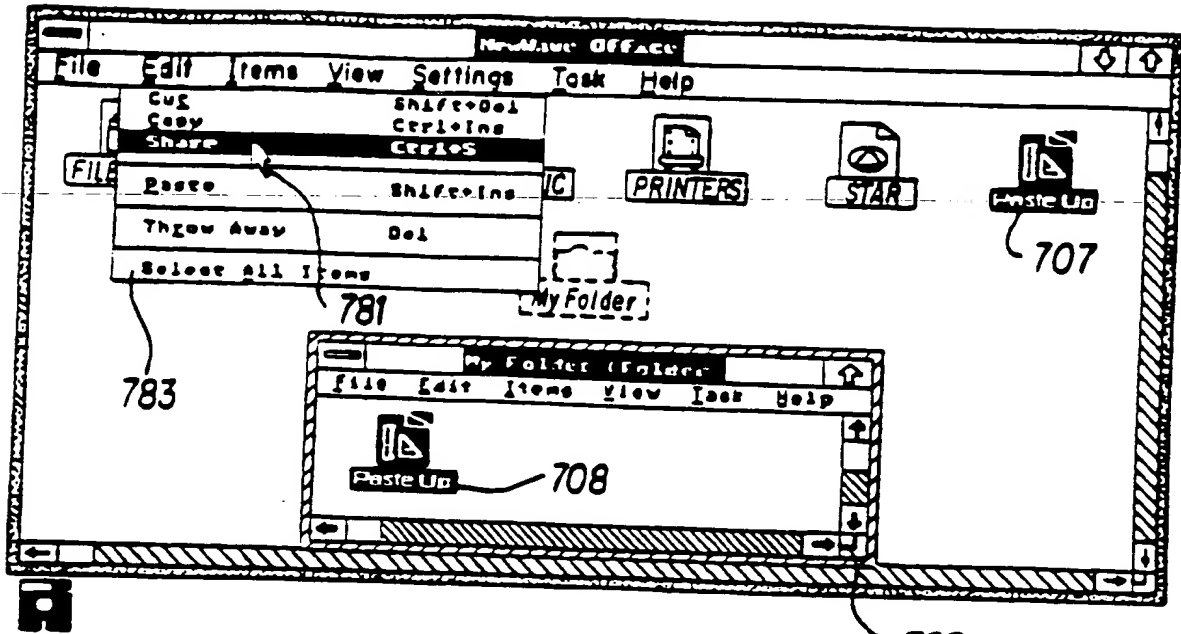 NewWave Office
File Edit Items View Settings Task Help
Cut Shift+Del
Copy Ctrl+Ins
Share Ctrl+S
Paste Shift+Ins
Throw Away Del
Select All Items
FILE
IC
PRINTERS
STAR
Paste Up
707
My Folder
781
783
My Folder (Folder
File Edit Items View Task Help
Paste Up
708